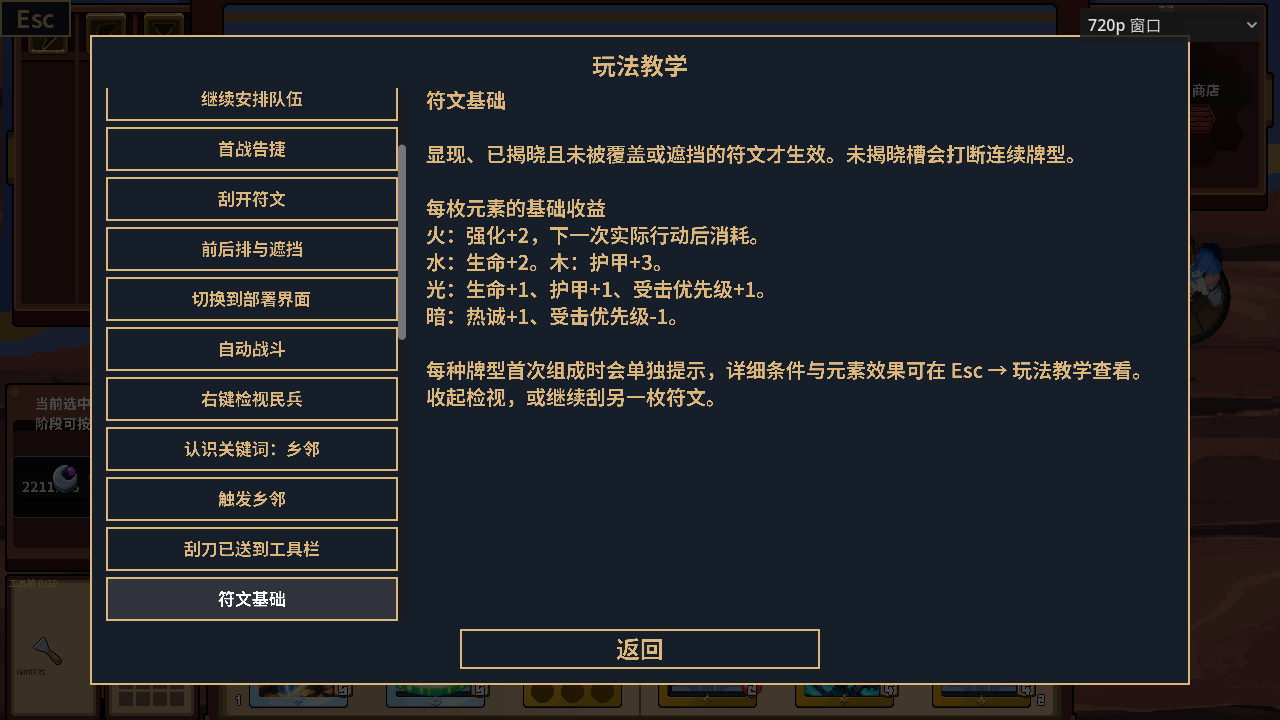 Esc
720p 窗口
玩法教学
继续安排队伍
首战告捷
刮开符文
前后排与遮挡
切换到部署界面
自动战斗
右键检视民兵
认识关键词：乡邻
触发乡邻
刮刀已送到工具栏
符文基础
符文基础
显现、已揭晓且未被覆盖或遮挡的符文才生效。未揭晓槽会打断连续牌型。
每枚元素的基础收益
火：强化+2，下一次实际行动后消耗。
水：生命+2。木：护甲+3。
光：生命+1、护甲+1、受击优先级+1。
暗：热诚+1、受击优先级-1。
每种牌型首次组成时会单独提示，详细条件与元素效果可在 Esc → 玩法教学查看。
收起检视，或继续刮另一枚符文。
返回
商店
当前选中
阶段可按
1
2